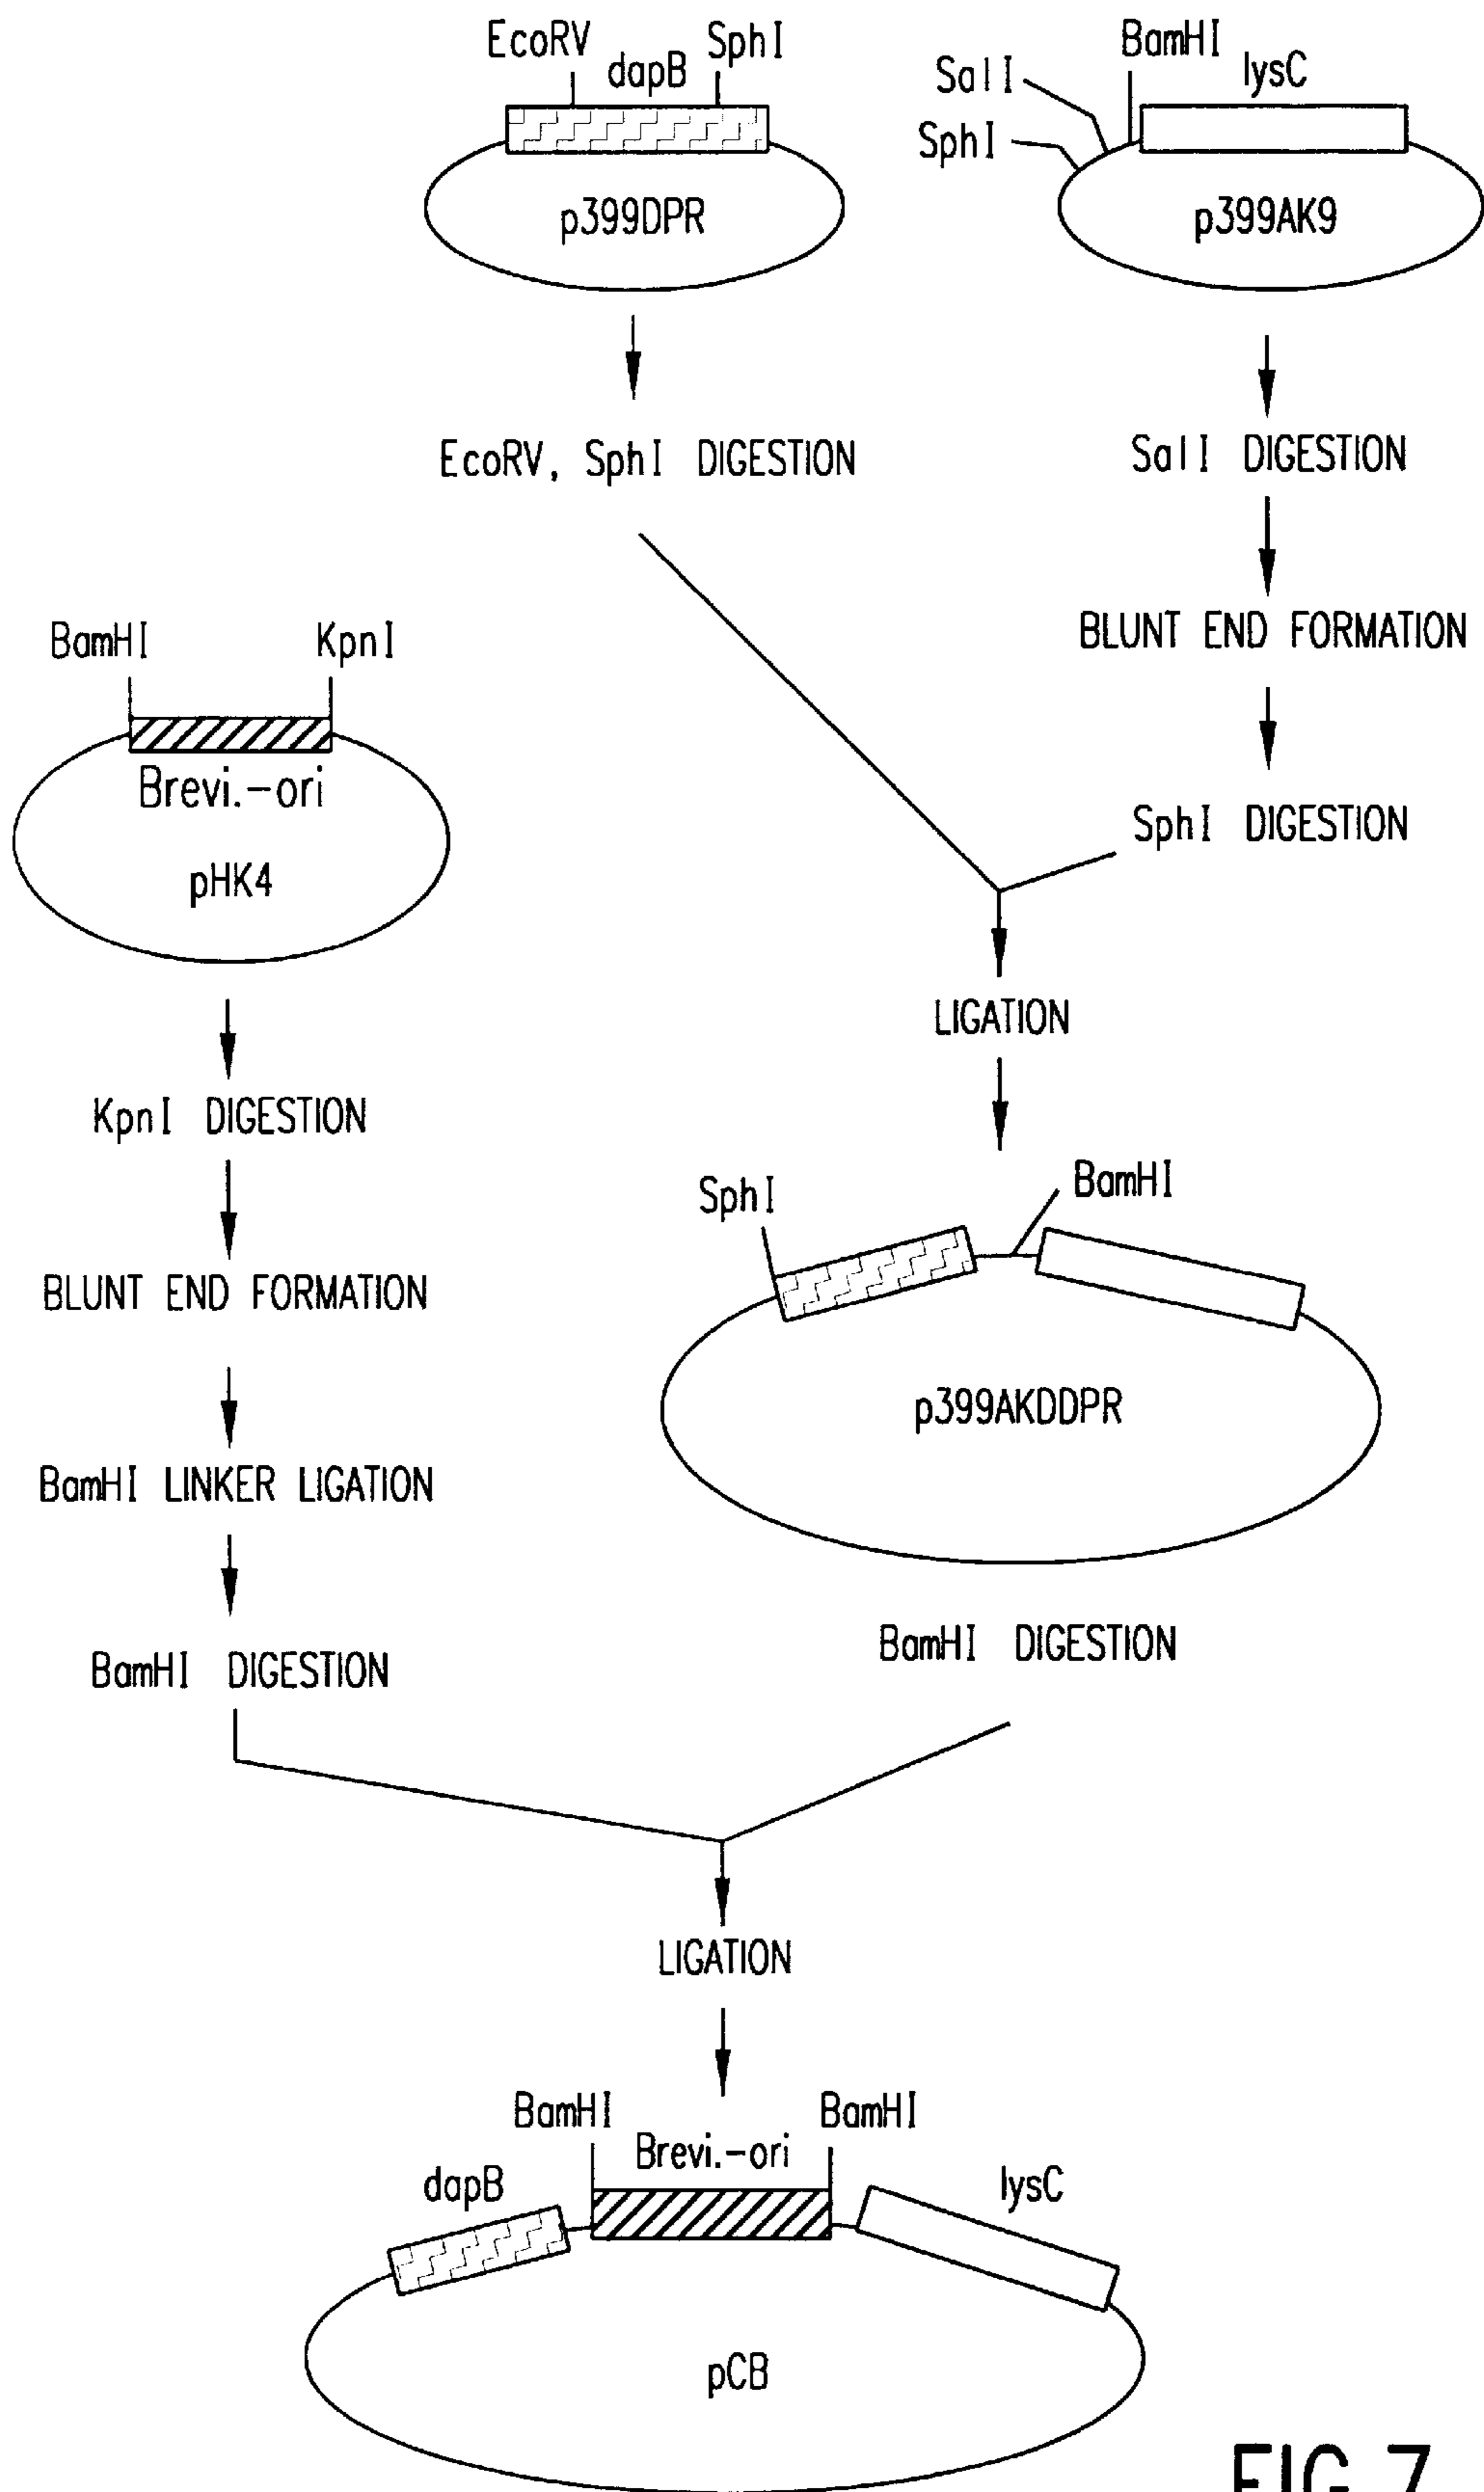 EcoRV
dapB
SphI
p399DPR
EcoRV, SphI DIGESTION
BamHI
lysC
SalI
SphI
p399AK9
SalI DIGESTION
BLUNT END FORMATION
SphI DIGESTION
LIGATION
BamHI
KpnI
Brevi.-ori
pHK4
KpnI DIGESTION
BLUNT END FORMATION
BamHI LINKER LIGATION
BamHI DIGESTION
SphI
BamHI
p399AKDDPR
BamHI DIGESTION
LIGATION
BamHI
BamHI
Brevi.-ori
dapB
lysC
pCB
FIG. 7